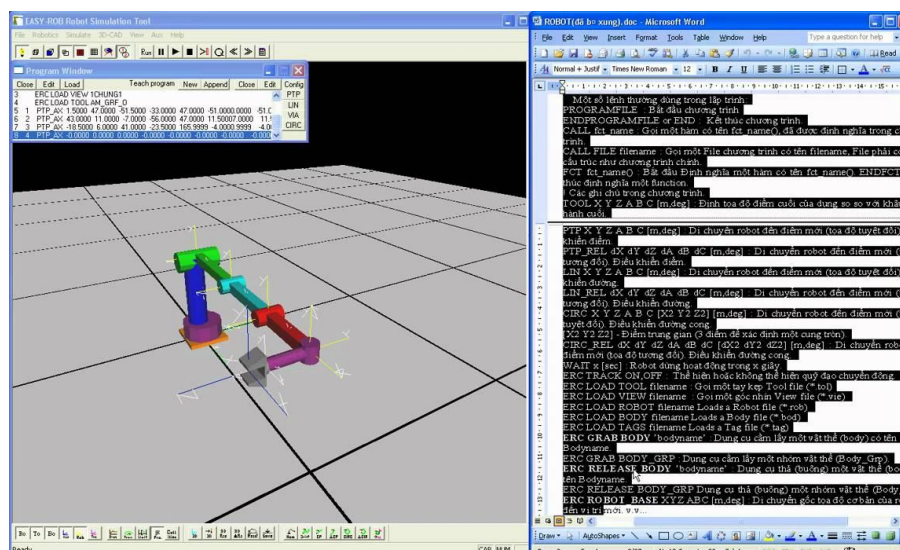 EASY-ROB Robot Simulation Tool
File Robotics Simulate 3D-CAD View Aux Help
Run
Program Window
Close Edit Load Teach program New Append Close Edit Config
3 ERC LOAD VIEW 1CHUNG1
4 ERC LOAD TOOL AM_GRF_0
5 1 PTP_AX 1.5000 47.0000 -51.5000 -33.0000 47.0000 -51.0000.0000 -51.0
6 2 PTP_AX 43.0000 11.0000 -7.0000 -56.0000 47.0000 11.50007.0000 11.5
7 3 PTP_AX -18.5000 6.0000 41.0000 -23.5000 165.9999 -4.0000.9999 -4.0
8 4 PTP_AX -0.0000 0.0000 0.0000 0.0000 0.0000 -0.0000.0000 -0.000
PTP
LIN
VIA
CIRC
Ready
CAR NUM
ROBOT(đã b= xung).doc - Microsoft Word
File Edit View Insert Format Tools Table Window Help Type a question for help
Read
Normal + Justif Times New Roman 12 B I U
Một số lệnh thường dùng trong lập trình.
PROGRAMFILE : Bắt đầu chương trình
ENDPROGRAMFILE or END : Kết thúc chương trình.
CALL fct_name : Gọi một hàm có tên fct_name(), đã được định nghĩa trong c
trình.
CALL FILE filename : Gọi một File chương trình có tên filename, File phải có
cấu trúc như chương trình chính.
FCT fct_name() : Bắt đầu Định nghĩa một hàm có tên fct_name(). ENDFCT
thúc định nghĩa một function.
! Các ghi chú trong chương trình.
TOOL X Y Z A B C [m,deg] : Định tọa độ điểm cuối của dụng so so với khâu
hành cuối.
PTP X Y Z A B C [m,deg] : Di chuyển robot đến điểm mới (tọa độ tuyệt đối)
khiển điểm.
PTP_REL dX dY dZ dA dB dC [m,deg] : Di chuyển robot đến điểm mới (
tương đối). Điều khiển điểm.
LIN X Y Z A B C [m,deg] : Di chuyển robot đến điểm mới (tọa độ tuyệt đối)
khiển đường.
LIN_REL dX dY dZ dA dB dC [m,deg] : Di chuyển robot đến điểm mới (
tương đối). Điều khiển đường.
CIRC X Y Z A B C [X2 Y2 Z2] [m,deg] : Di chuyển robot đến điểm mới (
tuyệt đối). Điều khiển đường cong.
[X2 Y2 Z2] -Điểm trung gian (3 điểm để xác định một cung tròn).
CIRC_REL dX dY dZ dA dB dC [dX2 dY2 dZ2] [m,deg] : Di chuyển rob
điểm mới (tọa độ tương đối). Điều khiển đường cong.
WAIT x [sec] : Robot dừng hoạt động trong x giây.
ERC TRACK ON,OFF : Thể hiện hoặc không thể hiện quỹ đạo chuyển động.
ERC LOAD TOOL filename : Gọi một tay kẹp Tool file (*.tol)
ERC LOAD VIEW filename : Gọi một góc nhìn View file (*.vie)
ERC LOAD ROBOT filename Loads a Robot file (*.rob)
ERC LOAD BODY filename Loads a Body file (*.bod)
ERC LOAD TAGS filename Loads a Tag file (*.tag)
ERC GRAB BODY 'bodyname' : Dụng cụ cầm lấy một vật thể (body) có tên
Bodyname.
ERC GRAB BODY_GRP : Dụng cụ cầm lấy một nhóm vật thể (Body_Grp).
ERC RELEASE BODY 'bodyname' : Dụng cụ thả (buông) một vật thể (bo
tên Bodyname.
ERC RELEASE BODY_GRP Dụng cụ thả (buông) một nhóm vật thể (Body
ERC ROBOT_BASE XYZ ABC [m,deg] : Di chuyển gốc tọa độ cơ bản của r
đến vị trí mới. v.v...
Draw AutoShapes